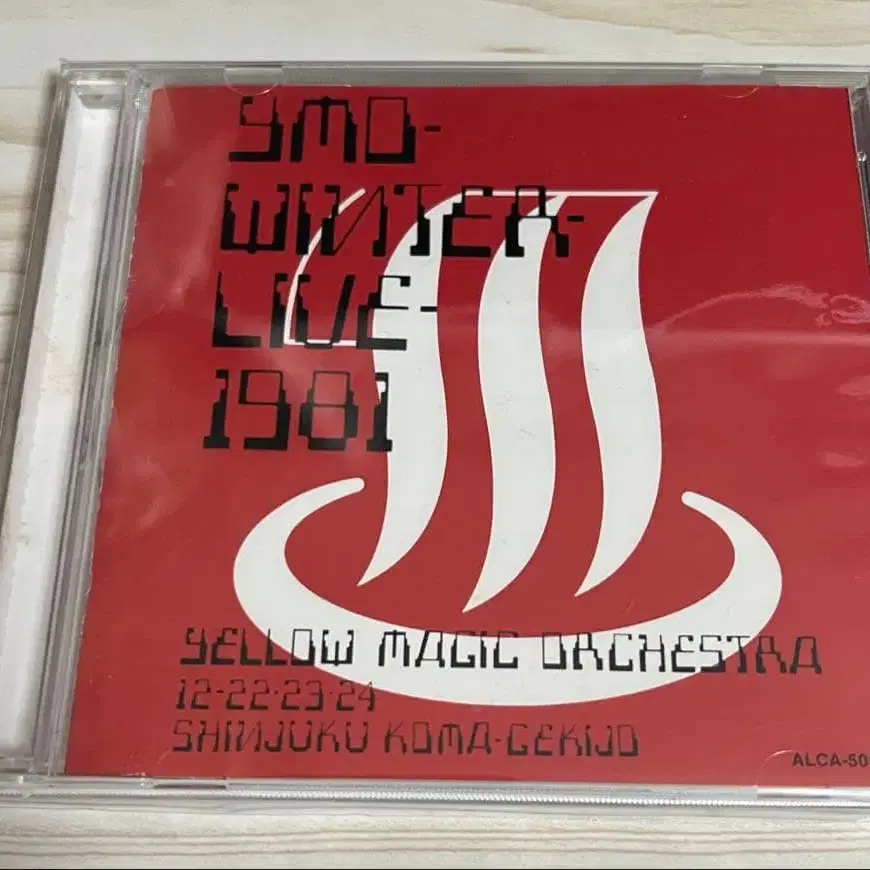 YMO-
WINTER-
LIVE-
1981
YELLOW MAGIC ORCHESTRA
12-22·23·24
SHINJUKU KOMA-GEKIJO